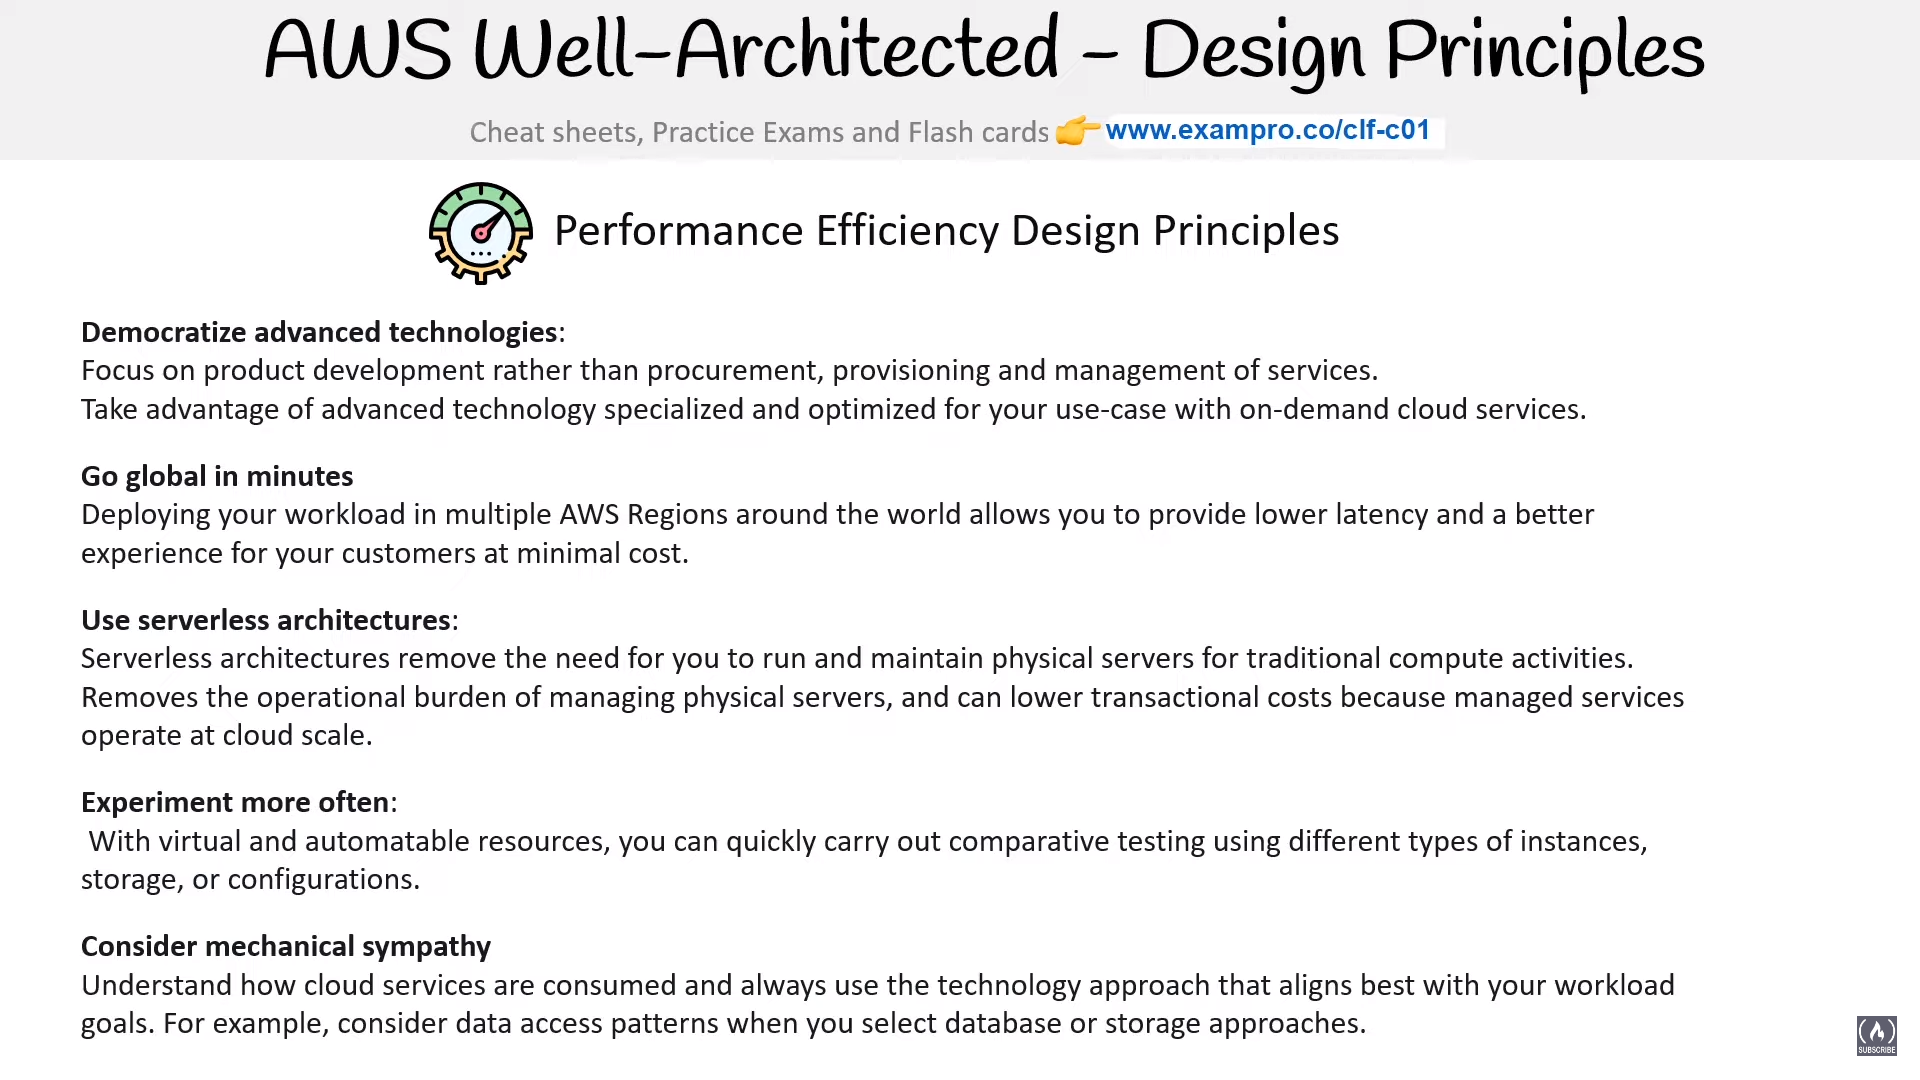 AWS Well-Architected - Design Principles
Cheat sheets, Practice Exams and Flash cards 👉 www.exampro.co/clf-c01
Performance Efficiency Design Principles
Democratize advanced technologies:
Focus on product development rather than procurement, provisioning and management of services.
Take advantage of advanced technology specialized and optimized for your use-case with on-demand cloud services.
Go global in minutes
Deploying your workload in multiple AWS Regions around the world allows you to provide lower latency and a better
experience for your customers at minimal cost.
Use serverless architectures:
Serverless architectures remove the need for you to run and maintain physical servers for traditional compute activities.
Removes the operational burden of managing physical servers, and can lower transactional costs because managed services
operate at cloud scale.
Experiment more often:
With virtual and automatable resources, you can quickly carry out comparative testing using different types of instances,
storage, or configurations.
Consider mechanical sympathy
Understand how cloud services are consumed and always use the technology approach that aligns best with your workload
goals. For example, consider data access patterns when you select database or storage approaches.
SUBSCRIBE